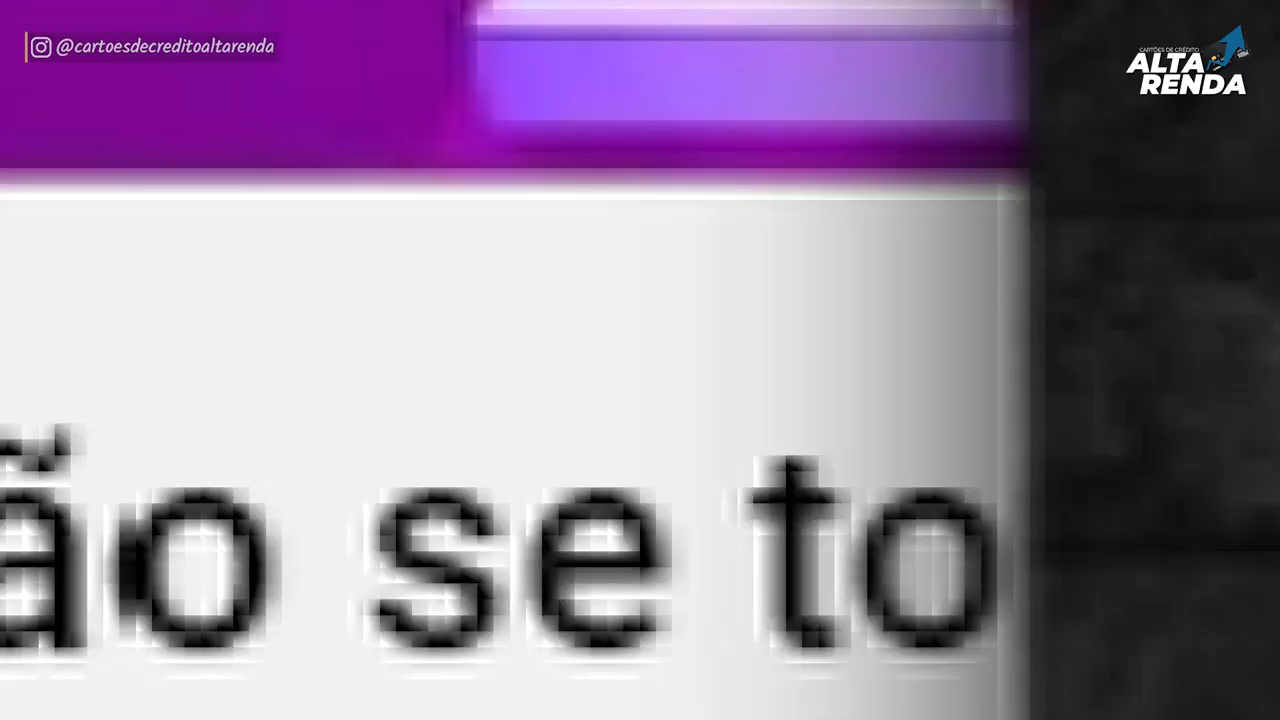 @cartoesdecreditoaltarenda
CARTÕES DE CRÉDITO
ALTA
RENDA
ão se to